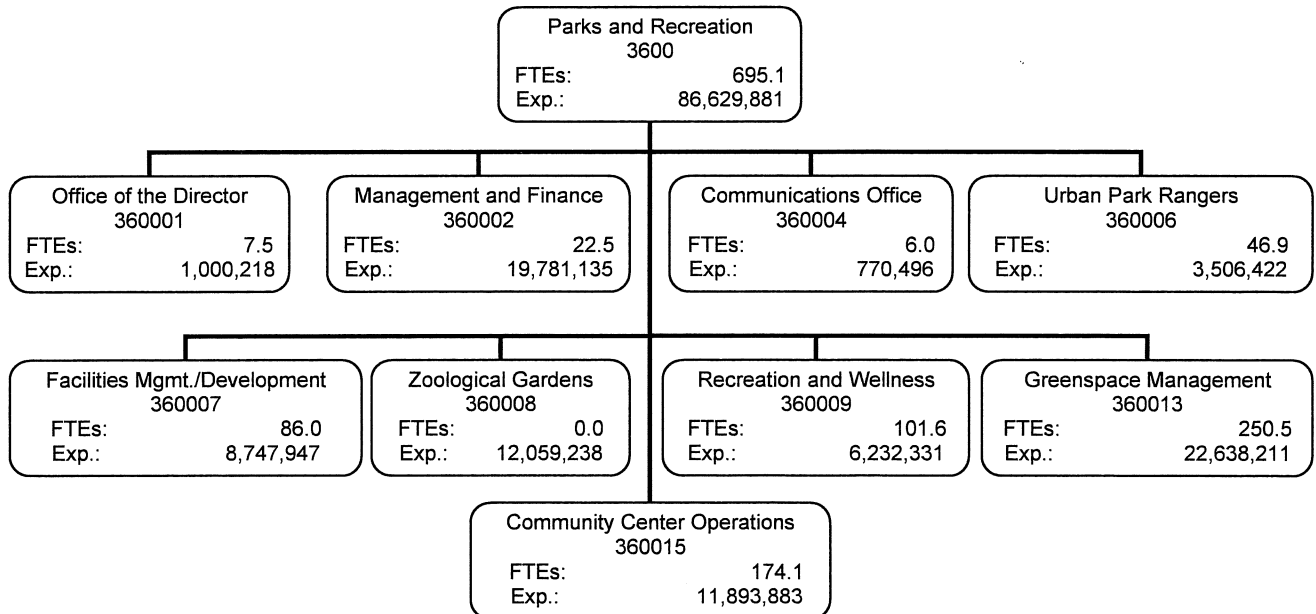 Parks and Recreation
3600
FTEs: 695.1
Exp.: 86,629,881
Office of the Director
360001
FTEs: 7.5
Exp.: 1,000,218
Management and Finance
360002
FTEs: 22.5
Exp.: 19,781,135
Communications Office
360004
FTEs: 6.0
Exp.: 770,496
Urban Park Rangers
360006
FTEs: 46.9
Exp.: 3,506,422
Facilities Mgmt./Development
360007
FTEs: 86.0
Exp.: 8,747,947
Zoological Gardens
360008
FTEs: 0.0
Exp.: 12,059,238
Recreation and Wellness
360009
FTEs: 101.6
Exp.: 6,232,331
Greenspace Management
360013
FTEs: 250.5
Exp.: 22,638,211
Community Center Operations
360015
FTEs: 174.1
Exp.: 11,893,883